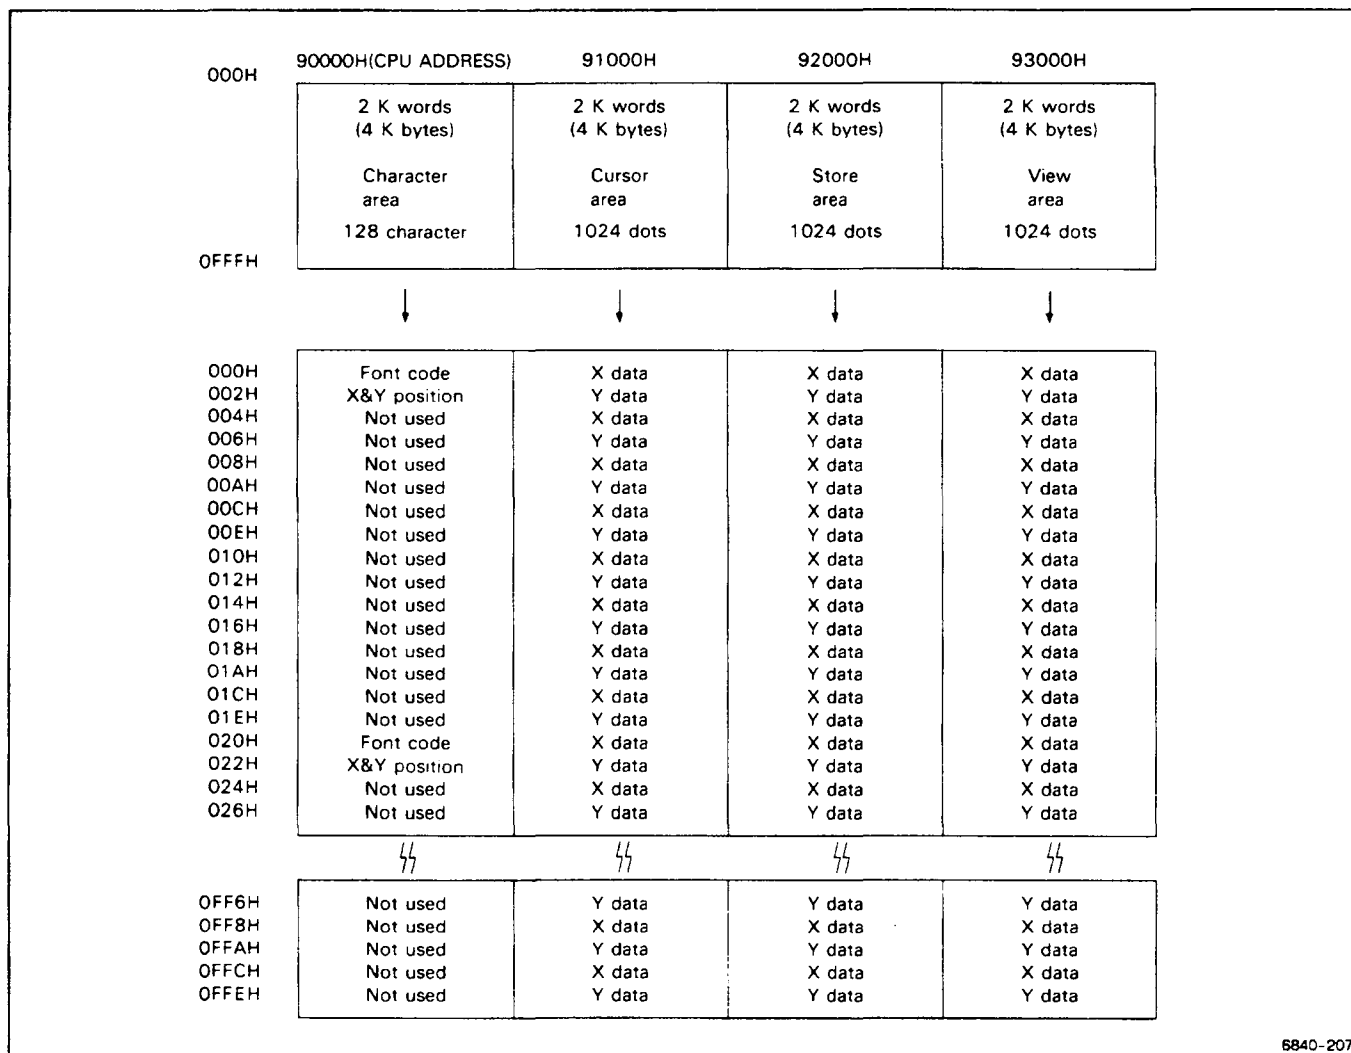 90000H(CPU ADDRESS) 91000H 92000H 93000H
000H
2 K words 2 K words 2 K words 2 K words
(4 K bytes) (4 K bytes) (4 K bytes) (4 K bytes)
Character Cursor Store View
area area area area
128 character 1024 dots 1024 dots 1024 dots
0FFFH
000H Font code X data X data X data
002H X&Y position Y data Y data Y data
004H Not used X data X data X data
006H Not used Y data Y data Y data
008H Not used X data X data X data
00AH Not used Y data Y data Y data
00CH Not used X data X data X data
00EH Not used Y data Y data Y data
010H Not used X data X data X data
012H Not used Y data Y data Y data
014H Not used X data X data X data
016H Not used Y data Y data Y data
018H Not used X data X data X data
01AH Not used Y data Y data Y data
01CH Not used X data X data X data
01EH Not used Y data Y data Y data
020H Font code X data X data X data
022H X&Y position Y data Y data Y data
024H Not used X data X data X data
026H Not used Y data Y data Y data
0FF6H Not used Y data Y data Y data
0FF8H Not used X data X data X data
0FFAH Not used Y data Y data Y data
0FFCH Not used X data X data X data
0FFEH Not used Y data Y data Y data
6840-207